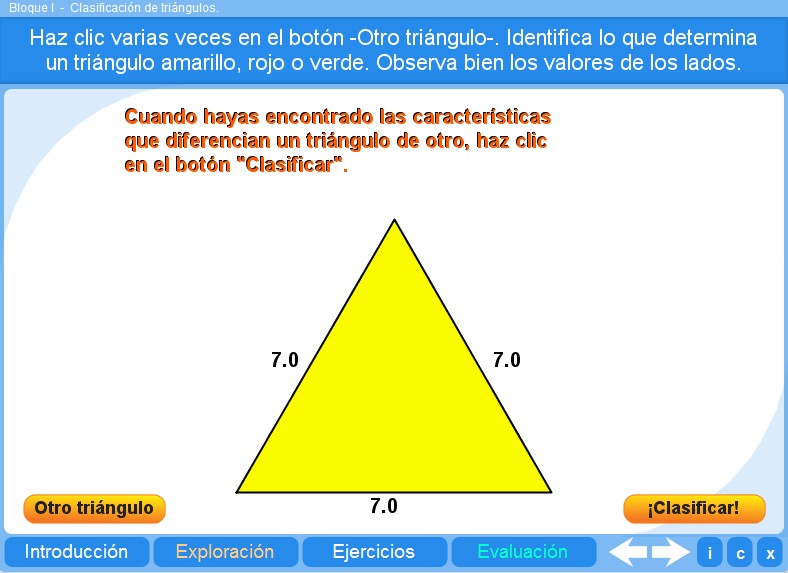 Bloque I - Clasificación de triángulos.
Haz clic varias veces en el botón -Otro triángulo-. Identifica lo que determina
un triángulo amarillo, rojo o verde. Observa bien los valores de los lados.
Cuando hayas encontrado las características
que diferencian un triángulo de otro, haz clic
en el botón "Clasificar".
7.0 7.0
7.0
Otro triángulo ¡Clasificar!
Introducción Exploración Ejercicios Evaluación i c x